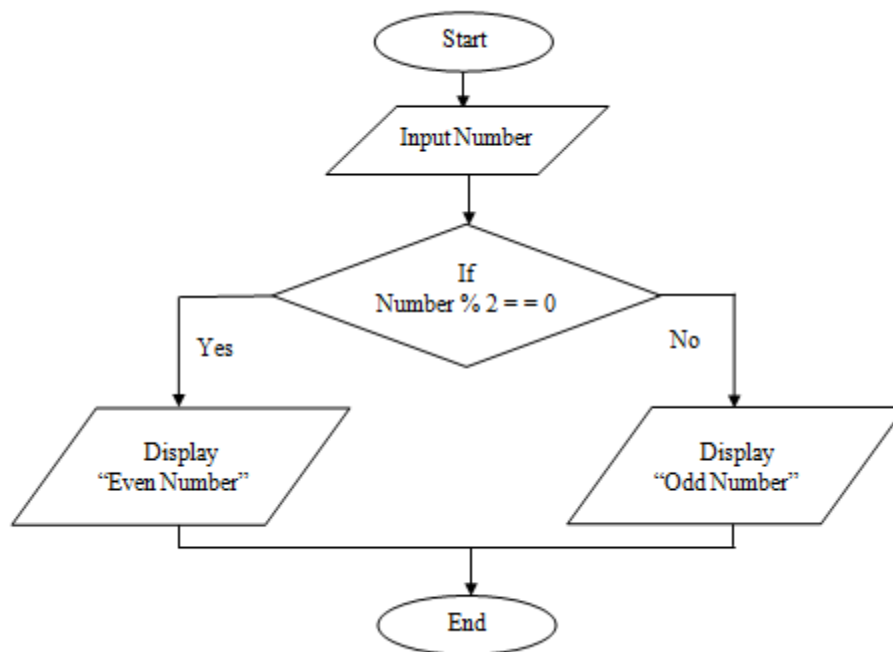 Start
Input Number
If
Number % 2 = = 0
Yes
No
Display
“Even Number”
Display
“Odd Number”
End